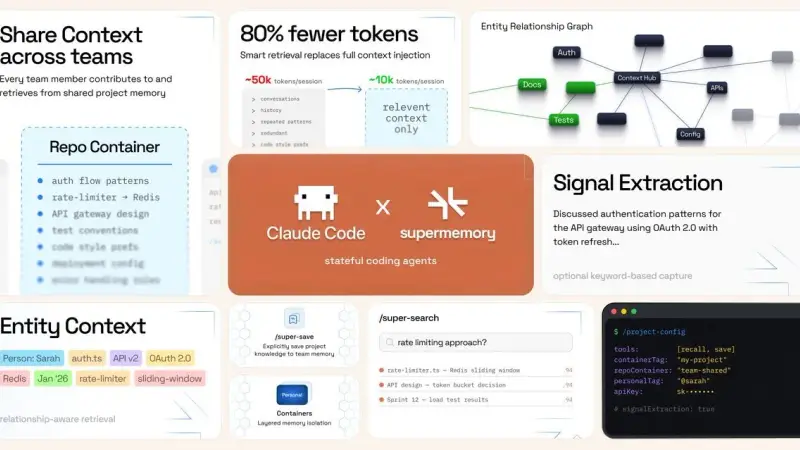 Share Context
across teams
Every team member contributes to and
retrieves from shared project memory
Repo Container
auth flow patterns
rate-limiter → Redis
API gateway design
test conventions
code style prefs
deployment config
error handling rules
80% fewer tokens
Smart retrieval replaces full context injection
~50k tokens/session
~10k tokens/session
> conversations
> history
> repeated patterns
> redundant
> code style prefs
relevent
context
only
Entity Relationship Graph
Auth
Docs
Context Hub
APIs
Tests
Config
Claude Code
X
supermemory
stateful coding agents
Signal Extraction
Discussed authentication patterns for
the API gateway using OAuth 2.0 with
token refresh...
optional keyword-based capture
Entity Context
Person: Sarah
auth.ts
API v2
OAuth 2.0
Redis
Jan '26
rate-limiter
sliding-window
relationship-aware retrieval
/super-save
Explicitly save project
knowledge to team memory
Personal
Containers
Layered memory isolation
/super-search
rate limiting approach?
rate-limiter.ts — Redis sliding window
API design — token bucket decision
Sprint 12 — load test results
$ /project-config
tools: [recall, save]
containerTag: "my-project"
repoContainer: "team-shared"
personalTag: "@sarah"
apiKey: sk-••••••
# signalExtraction: true